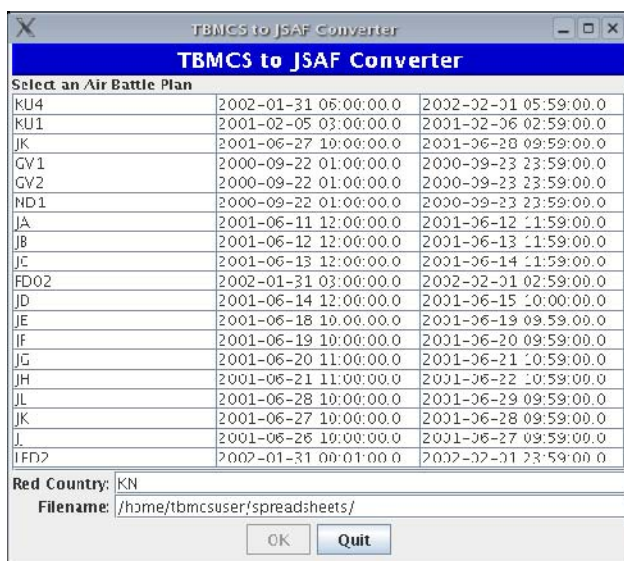 TBMCS to JSAF Converter
TBMCS to JSAF Converter
Select an Air Battle Plan
KU4 2002-01-31 06:00:00.0 2002-02-01 05:59:00.0
KU1 2001-02-05 03:00:00.0 2001-02-06 02:59:00.0
JK 2001-06-27 10:00:00.0 2001-06-28 09:59:00.0
GV1 2000-09-22 01:00:00.0 2000-09-23 23:59:00.0
GV2 2000-09-22 01:00:00.0 2000-09-23 23:59:00.0
ND1 2000-09-22 01:00:00.0 2000-09-23 23:59:00.0
JA 2001-06-11 12:00:00.0 2001-06-12 11:59:00.0
JB 2001-06-12 12:00:00.0 2001-06-13 11:59:00.0
JC 2001-06-13 12:00:00.0 2001-06-14 11:59:00.0
FD02 2002-01-31 03:00:00.0 2002-02-01 02:59:00.0
JD 2001-06-14 12:00:00.0 2001-06-15 10:00:00.0
JE 2001-06-18 10:00:00.0 2001-06-19 09:59:00.0
JF 2001-06-19 10:00:00.0 2001-06-20 09:59:00.0
JG 2001-06-20 11:00:00.0 2001-06-21 10:59:00.0
JH 2001-06-21 11:00:00.0 2001-06-22 10:59:00.0
JL 2001-06-28 10:00:00.0 2001-06-29 09:59:00.0
JK 2001-06-27 10:00:00.0 2001-06-28 09:59:00.0
2001-06-26 10:00:00.0 2001-06-27 09:59:00.0
2002-01-31 00:01:00.0 2002-02-01 23:59:00.0
Red Country: KN
Filename: /home/tbmcsuser/spreadsheets/
OK Quit